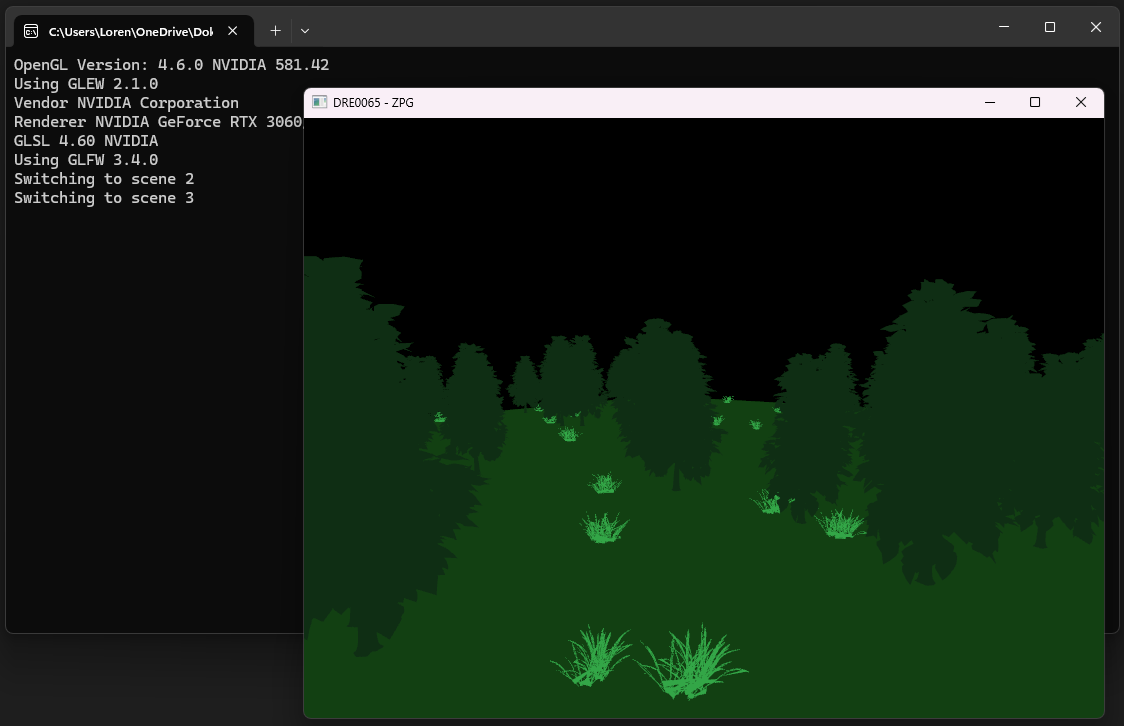 C:\Users\Loren\OneDrive\Dok
OpenGL Version: 4.6.0 NVIDIA 581.42
Using GLEW 2.1.0
Vendor NVIDIA Corporation
Renderer NVIDIA GeForce RTX 3060
GLSL 4.60 NVIDIA
Using GLFW 3.4.0
Switching to scene 2
Switching to scene 3
DRE0065 - ZPG